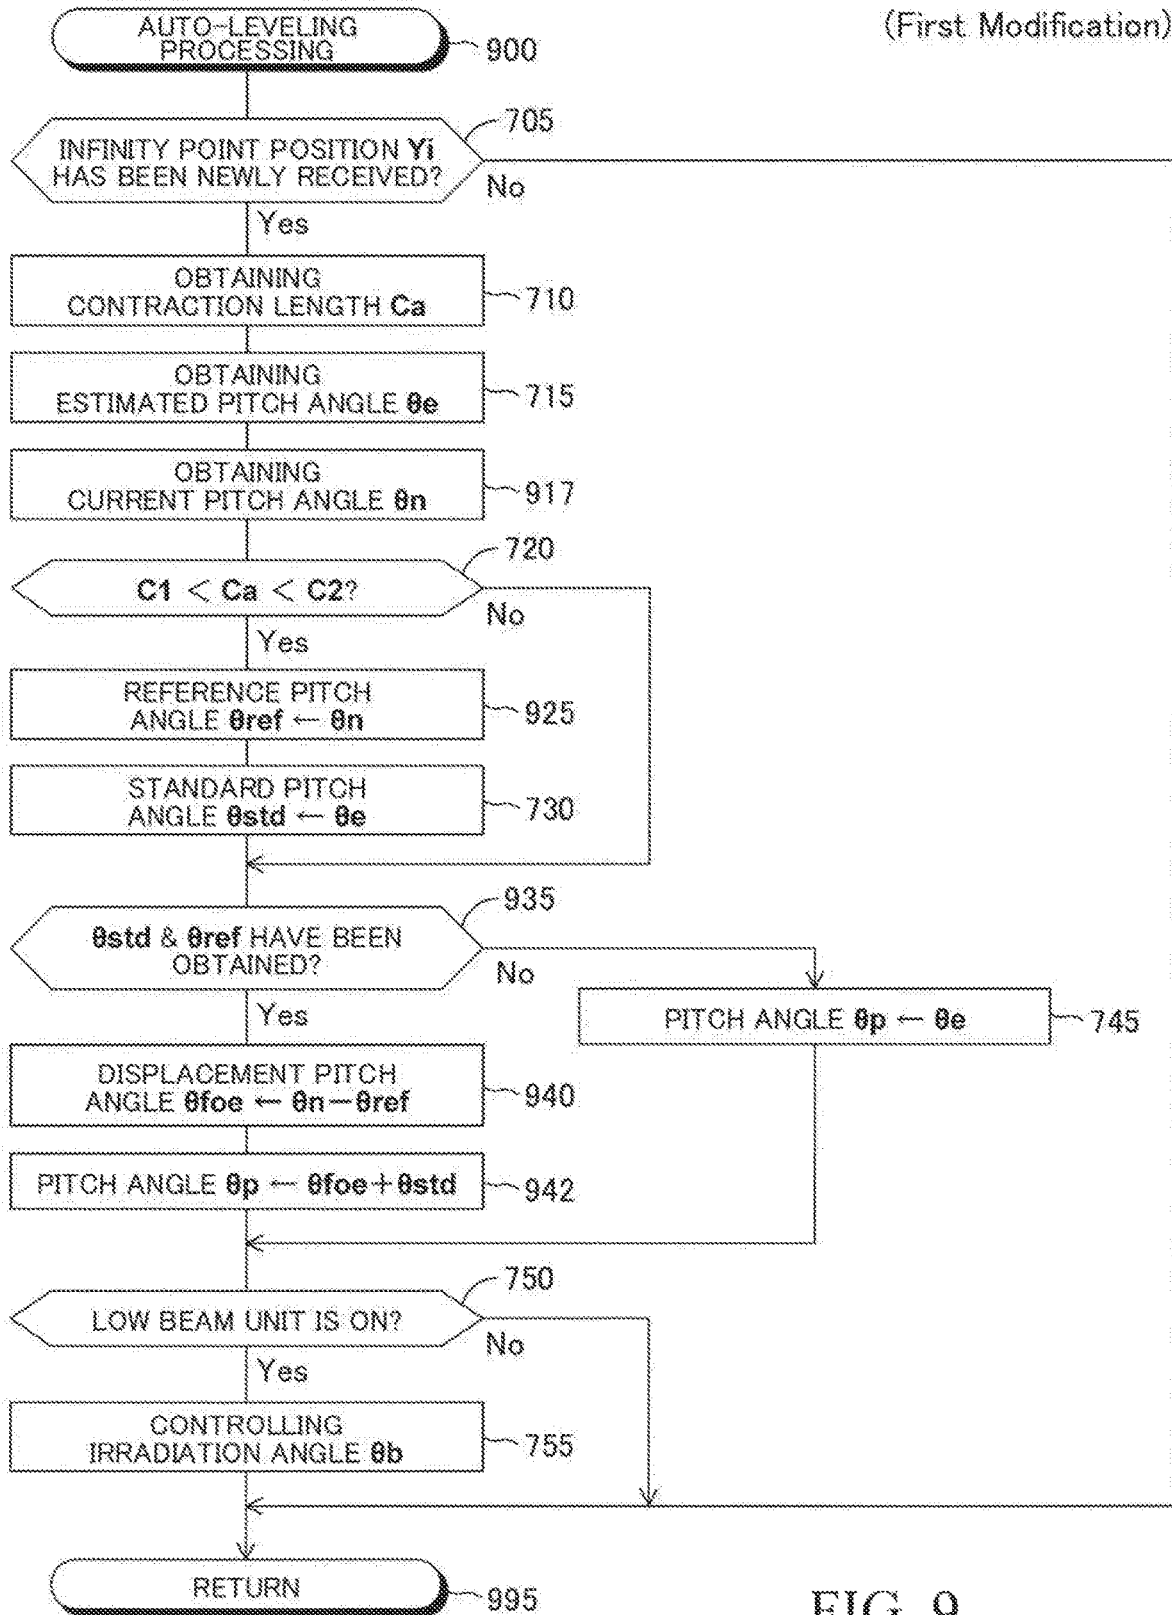 (First Modification)
AUTO-LEVELING
PROCESSING
900
705
INFINITY POINT POSITION Yi
HAS BEEN NEWLY RECEIVED?
No
Yes
OBTAINING
CONTRACTION LENGTH Ca
710
OBTAINING
ESTIMATED PITCH ANGLE θe
715
OBTAINING
CURRENT PITCH ANGLE θn
917
720
C1 < Ca < C2?
No
Yes
REFERENCE PITCH
ANGLE θref ← θn
925
STANDARD PITCH
ANGLE θstd ← θe
730
935
θstd & θref HAVE BEEN
OBTAINED?
No
Yes
PITCH ANGLE θp ← θe
745
DISPLACEMENT PITCH
ANGLE θfoe ← θn－θref
940
PITCH ANGLE θp ← θfoe＋θstd
942
750
LOW BEAM UNIT IS ON?
No
Yes
CONTROLLING
IRRADIATION ANGLE θb
755
RETURN
995
FIG. 9